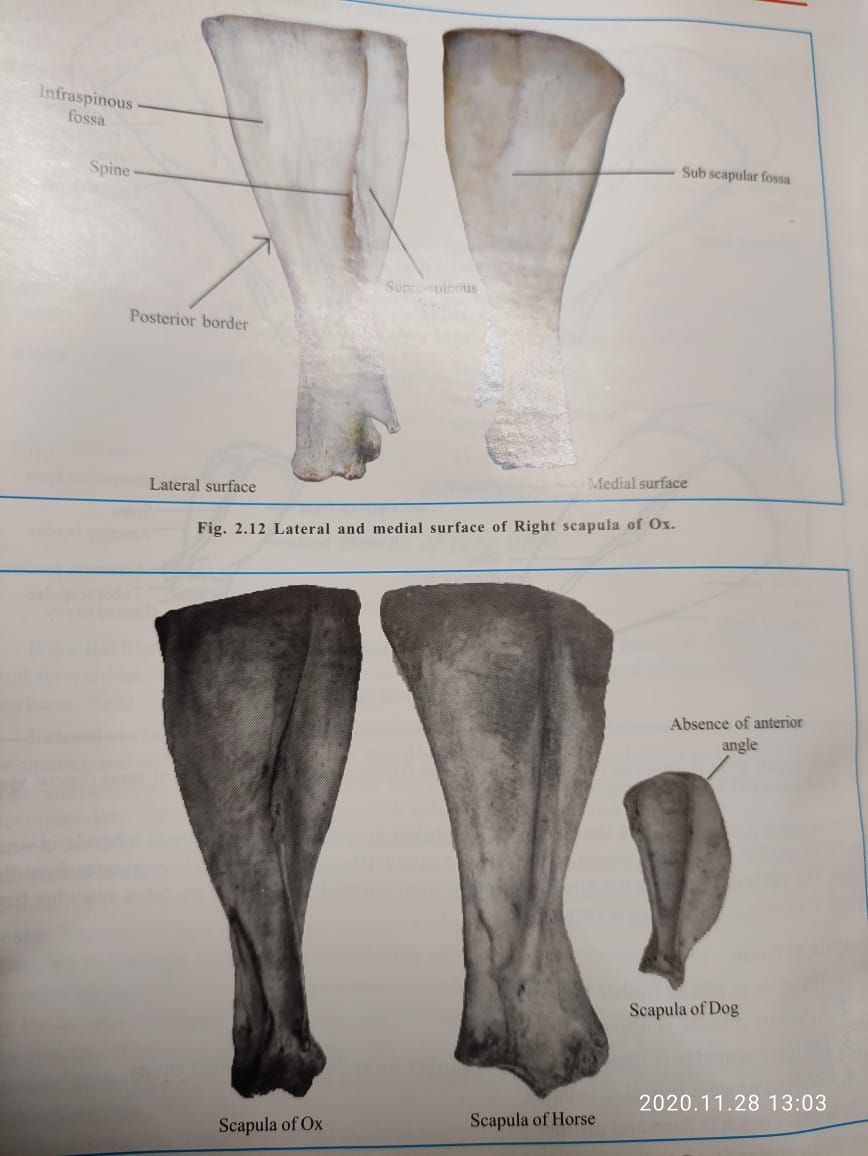 Infraspinous
fossa
Spine
Sub scapular fossa
Supraspinous
Posterior border
Lateral surface
Medial surface
Fig. 2.12 Lateral and medial surface of Right scapula of Ox.
Absence of anterior
angle
Scapula of Dog
Scapula of Ox
Scapula of Horse
2020.11.28 13:03